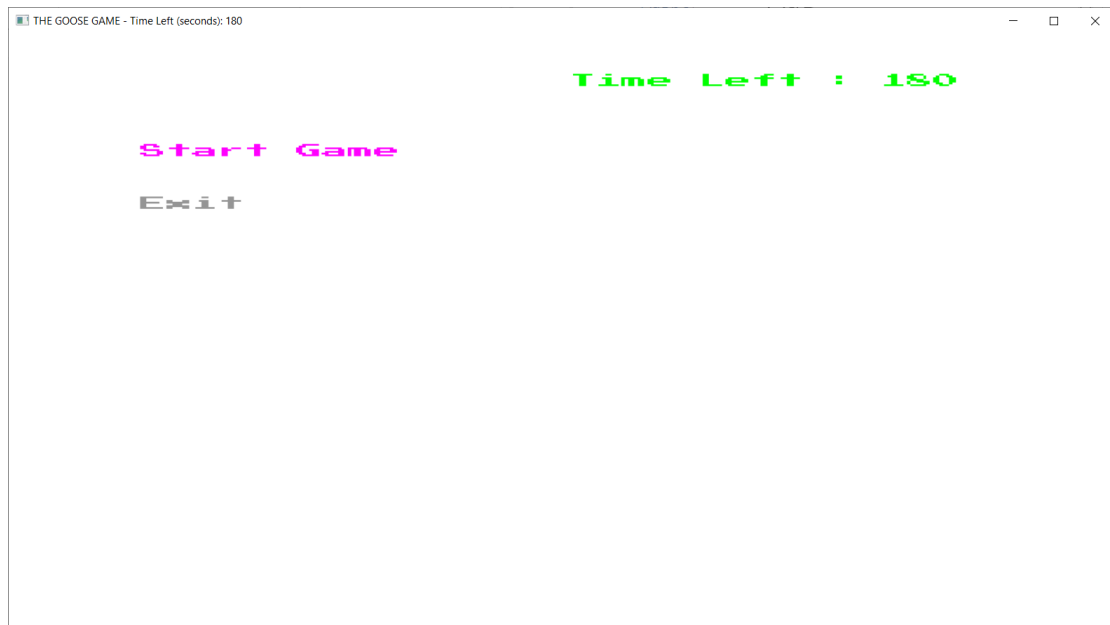 THE GOOSE GAME - Time Left (seconds): 180
Time Left : 180
Start Game
Exit